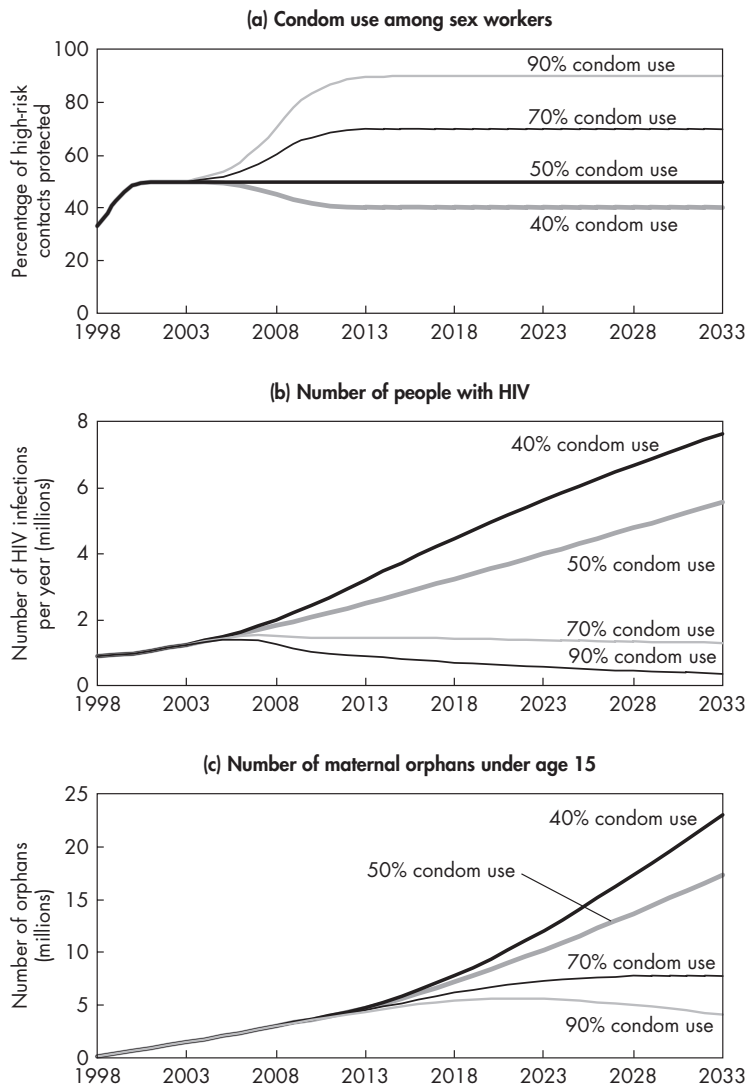 (a) Condom use among sex workers
Percentage of high-risk
contacts protected
100
80
60
40
20
0
90% condom use
70% condom use
50% condom use
40% condom use
1998 2003 2008 2013 2018 2023 2028 2033
(b) Number of people with HIV
Number of HIV infections
per year (millions)
8
6
4
2
0
40% condom use
50% condom use
70% condom use
90% condom use
1998 2003 2008 2013 2018 2023 2028 2033
(c) Number of maternal orphans under age 15
Number of orphans
(millions)
25
20
15
10
5
0
40% condom use
50% condom use
70% condom use
90% condom use
1998 2003 2008 2013 2018 2023 2028 2033